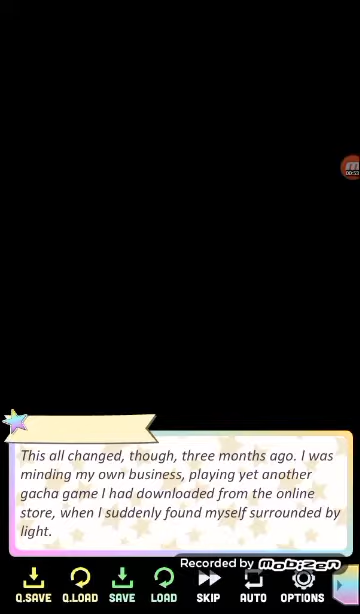 00:53
This all changed, though, three months ago. I was
minding my own business, playing yet another
gacha game I had downloaded from the online
store, when I suddenly found myself surrounded by
light.
Recorded by mobizen
Q.SAVE Q.LOAD SAVE LOAD SKIP AUTO OPTIONS